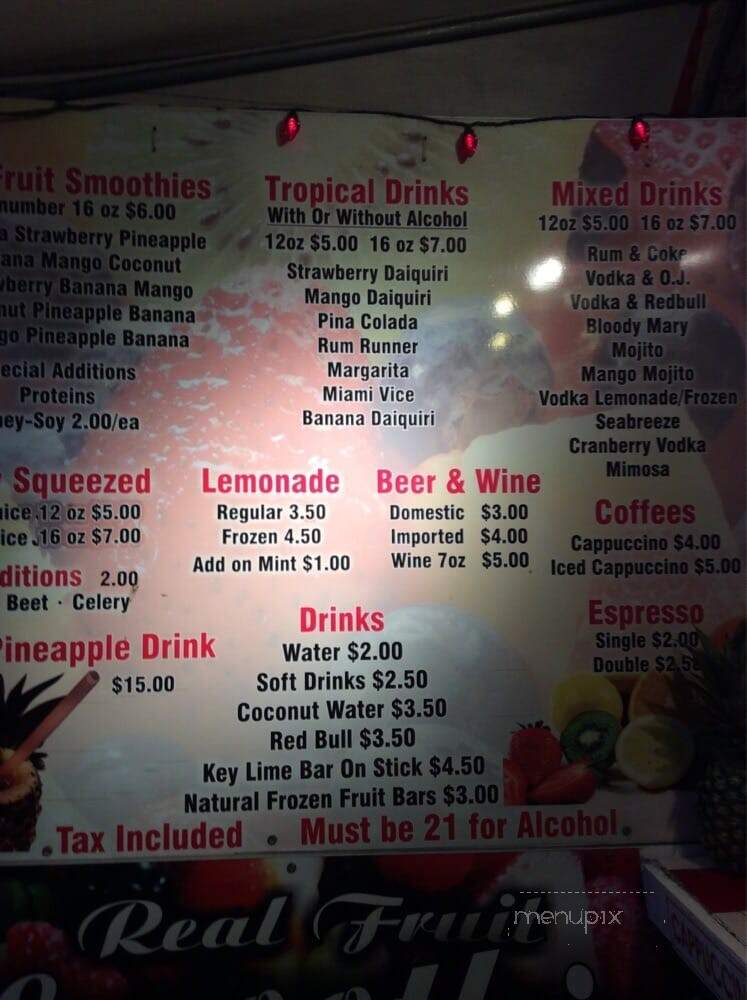 Fruit Smoothies
number 16 oz $6.00
Strawberry Pineapple
Mango Coconut
Banana Mango
Pineapple Banana
Pineapple Banana
Additions
Proteins
-Soy 2.00/ea
Tropical Drinks
With Or Without Alcohol
12oz $5.00 16 oz $7.00
Strawberry Daiquiri
Mango Daiquiri
Pina Colada
Rum Runner
Margarita
Miami Vice
Banana Daiquiri
Mixed Drinks
12oz $5.00 16 oz $7.00
Rum & Coke
Vodka & O.J.
Vodka & Redbull
Bloody Mary
Mojito
Mango Mojito
Vodka Lemonade/Frozen
Seabreeze
Cranberry Vodka
Mimosa
Squeezed
12 oz $5.00
16 oz $7.00
ditions 2.00
Beet · Celery
Lemonade
Regular 3.50
Frozen 4.50
Add on Mint $1.00
Beer & Wine
Domestic $3.00
Imported $4.00
Wine 7oz $5.00
Coffees
Cappuccino $4.00
Iced Cappuccino $5.00
Espresso
Single $2.00
Double $2.5
Pineapple Drink
$15.00
Drinks
Water $2.00
Soft Drinks $2.50
Coconut Water $3.50
Red Bull $3.50
Key Lime Bar On Stick $4.50
Natural Frozen Fruit Bars $3.00
• Tax Included • Must be 21 for Alcohol •
Real Fruit
menupix
CAPPUCC